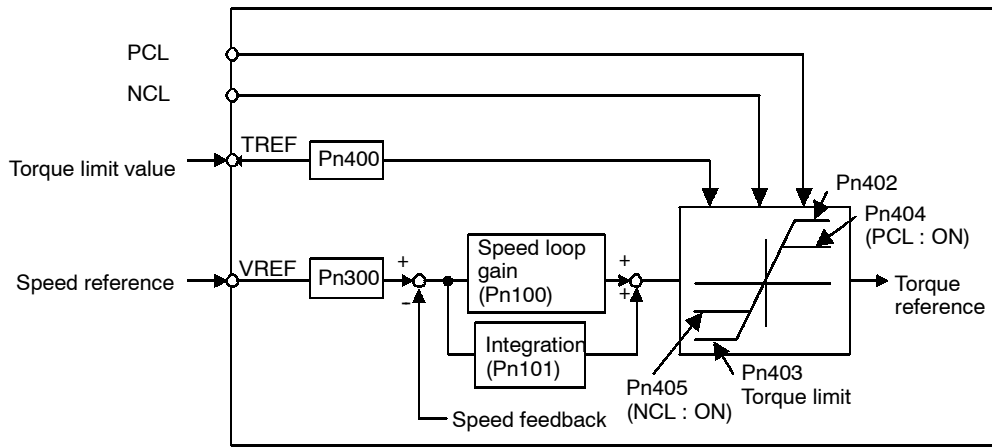 PCL
NCL
TREF
Pn400
Torque limit value
Pn402
Pn404
(PCL : ON)
Speed reference
VREF
Pn300
+
-
Speed loop
gain
(Pn100)
+
+
Integration
(Pn101)
Torque
reference
Pn405
(NCL : ON)
Pn403
Torque limit
Speed feedback